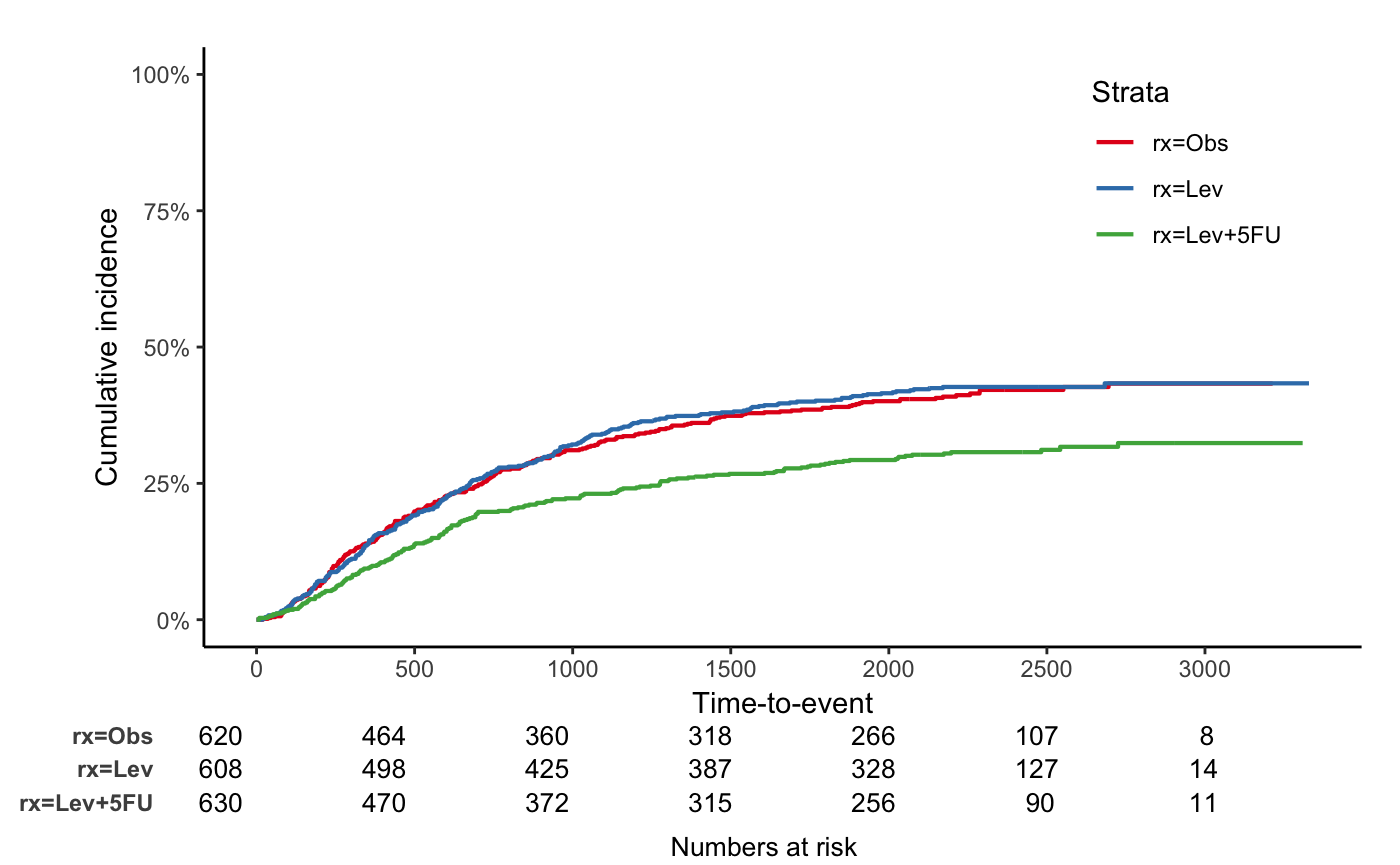 100%
75%
50%
25%
0%
Cumulative incidence
Strata
rx=Obs
rx=Lev
rx=Lev+5FU
0 500 1000 1500 2000 2500 3000
Time-to-event
rx=Obs 620 464 360 318 266 107 8
rx=Lev 608 498 425 387 328 127 14
rx=Lev+5FU 630 470 372 315 256 90 11
Numbers at risk